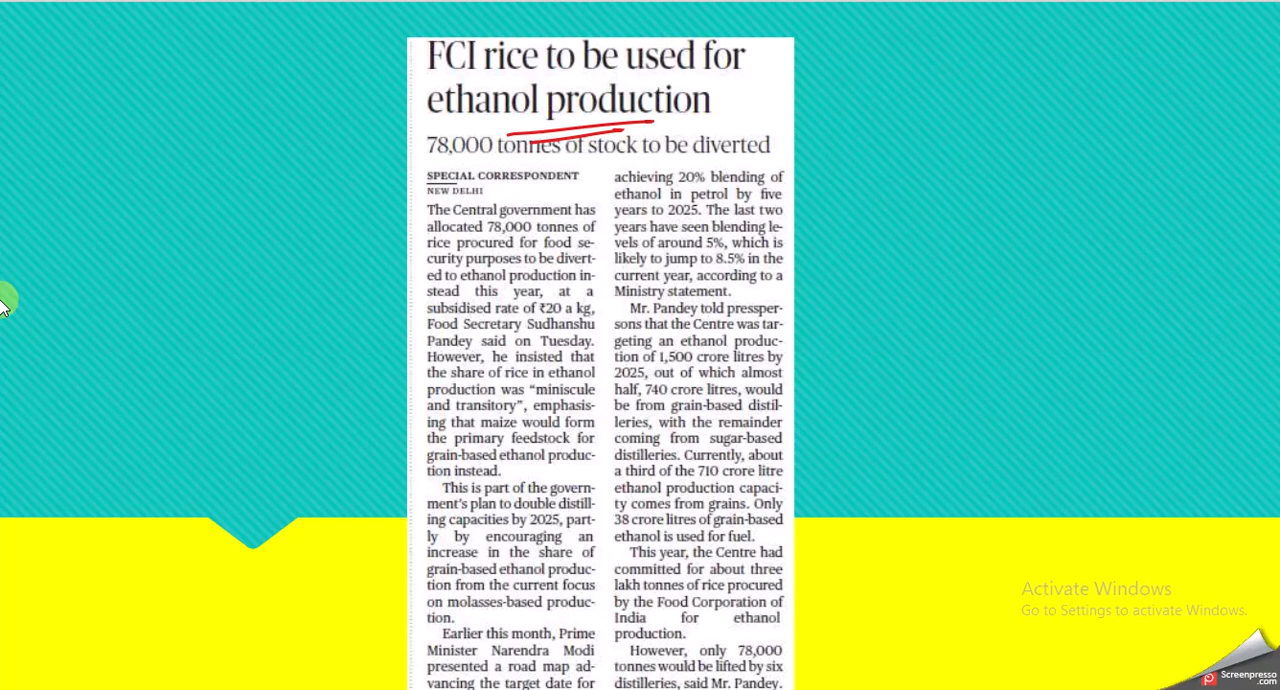 FCI rice to be used for
ethanol production
78,000 tonnes of stock to be diverted
SPECIAL CORRESPONDENT
NEW DELHI
The Central government has
allocated 78,000 tonnes of
rice procured for food se-
curity purposes to be divert-
ed to ethanol production in-
stead this year, at a
subsidised rate of ₹20 a kg,
Food Secretary Sudhanshu
Pandey said on Tuesday.
However, he insisted that
the share of rice in ethanol
production was “miniscule
and transitory”, emphasis-
ing that maize would form
the primary feedstock for
grain-based ethanol produc-
tion instead.
This is part of the govern-
ment’s plan to double distill-
ing capacities by 2025, part-
ly by encouraging an
increase in the share of
grain-based ethanol produc-
tion from the current focus
on molasses-based produc-
tion.
Earlier this month, Prime
Minister Narendra Modi
presented a road map ad-
vancing the target date for
achieving 20% blending of
ethanol in petrol by five
years to 2025. The last two
years have seen blending le-
vels of around 5%, which is
likely to jump to 8.5% in the
current year, according to a
Ministry statement.
Mr. Pandey told pressper-
sons that the Centre was tar-
geting an ethanol produc-
tion of 1,500 crore litres by
2025, out of which almost
half, 740 crore litres, would
be from grain-based distil-
leries, with the remainder
coming from sugar-based
distilleries. Currently, about
a third of the 710 crore litre
ethanol production capaci-
ty comes from grains. Only
38 crore litres of grain-based
ethanol is used for fuel.
This year, the Centre had
committed for about three
lakh tonnes of rice procured
by the Food Corporation of
India for ethanol
production.
However, only 78,000
tonnes would be lifted by six
distilleries, said Mr. Pandey.
Activate Windows
Go to Settings to activate Windows.
Screenpresso
.com